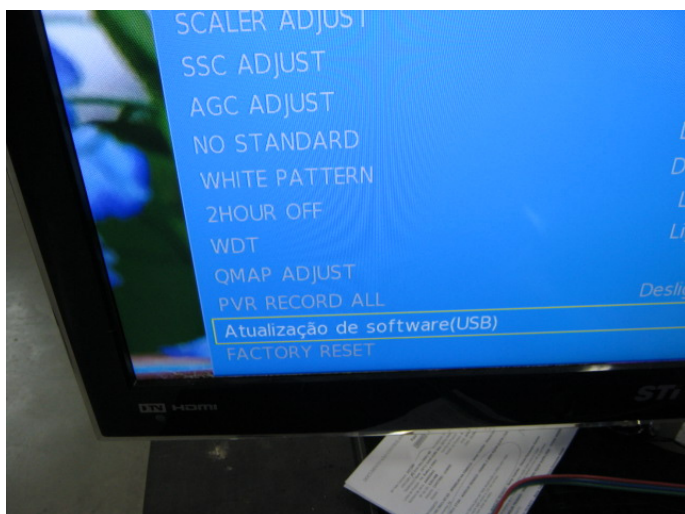 SCALER ADJUST
SSC ADJUST
AGC ADJUST
NO STANDARD
WHITE PATTERN
2HOUR OFF
WDT
QMAP ADJUST
PVR RECORD ALL
Atualização de software(USB)
FACTORY RESET
HDMI
STi